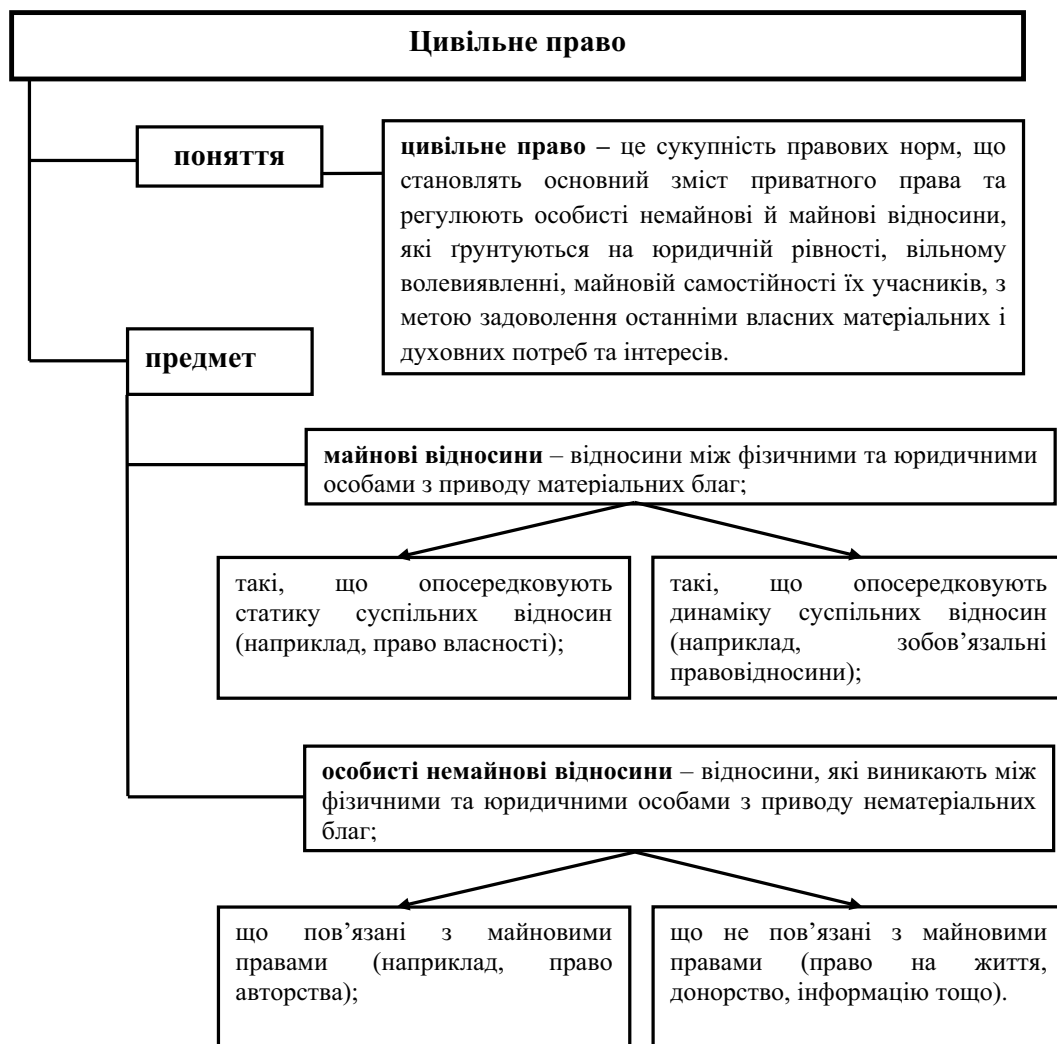 Цивільне право
поняття
цивільне право – це сукупність правових норм, що
становлять основний зміст приватного права та
регулюють особисті немайнові й майнові відносини,
які ґрунтуються на юридичній рівності, вільному
волевиявленні, майновій самостійності їх учасників, з
метою задоволення останніми власних матеріальних і
духовних потреб та інтересів.
предмет
майнові відносини – відносини між фізичними та юридичними
особами з приводу матеріальних благ;
такі, що опосередковують
статику суспільних відносин
(наприклад, право власності);
такі, що опосередковують
динаміку суспільних відносин
(наприклад, зобов’язальні
правовідносини);
особисті немайнові відносини – відносини, які виникають між
фізичними та юридичними особами з приводу нематеріальних
благ;
що пов’язані з майновими
правами (наприклад, право
авторства);
що не пов’язані з майновими
правами (право на життя,
донорство, інформацію тощо).